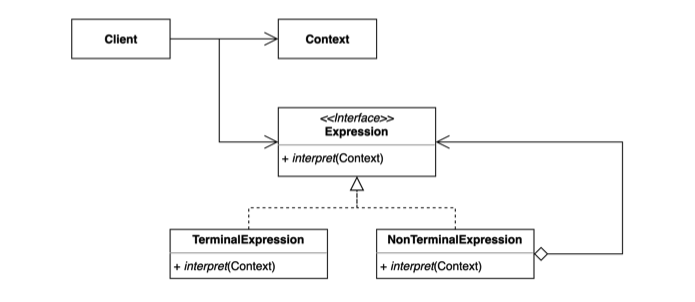 Client
Context
<<Interface>>
Expression
+ interpret(Context)
TerminalExpression
+ interpret(Context)
NonTerminalExpression
+ interpret(Context)